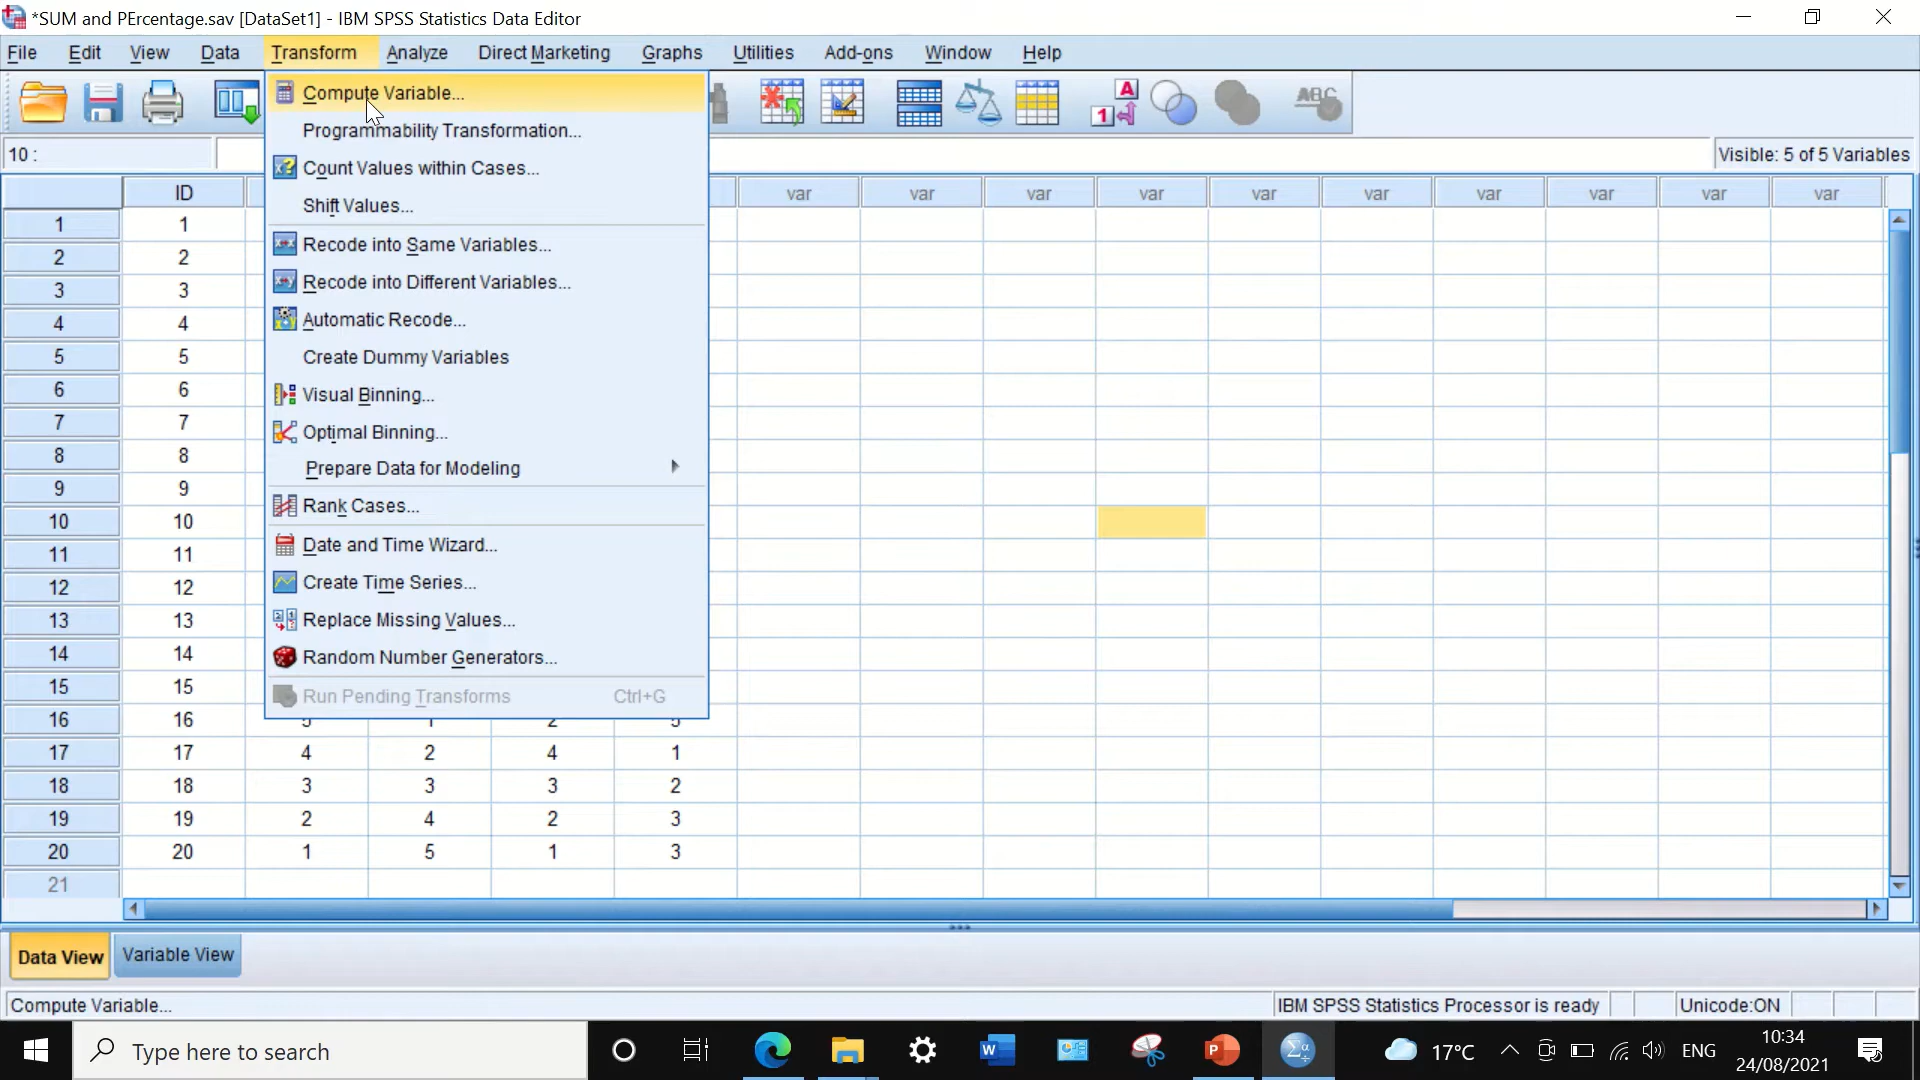 *SUM and PErcentage.sav [DataSet1] - IBM SPSS Statistics Data Editor
File Edit View Data Transform Analyze Direct Marketing Graphs Utilities Add-ons Window Help
Compute Variable...
Programmability Transformation...
Count Values within Cases...
Shift Values...
Recode into Same Variables...
Recode into Different Variables...
Automatic Recode...
Create Dummy Variables
Visual Binning...
Optimal Binning...
Prepare Data for Modeling
Rank Cases...
Date and Time Wizard...
Create Time Series...
Replace Missing Values...
Random Number Generators...
Run Pending Transforms Ctrl+G
1 A
ABC
10 :
Visible: 5 of 5 Variables
ID var var var var var var var var var var
1 1
2 2
3 3
4 4
5 5
6 6
7 7
8 8
9 9
10 10
11 11
12 12
13 13
14 14
15 15
16 16 5 1 2 5
17 17 4 2 4 1
18 18 3 3 3 2
19 19 2 4 2 3
20 20 1 5 1 3
21
Data View Variable View
Compute Variable... IBM SPSS Statistics Processor is ready Unicode:ON
Type here to search
17°C ENG
10:34
24/08/2021